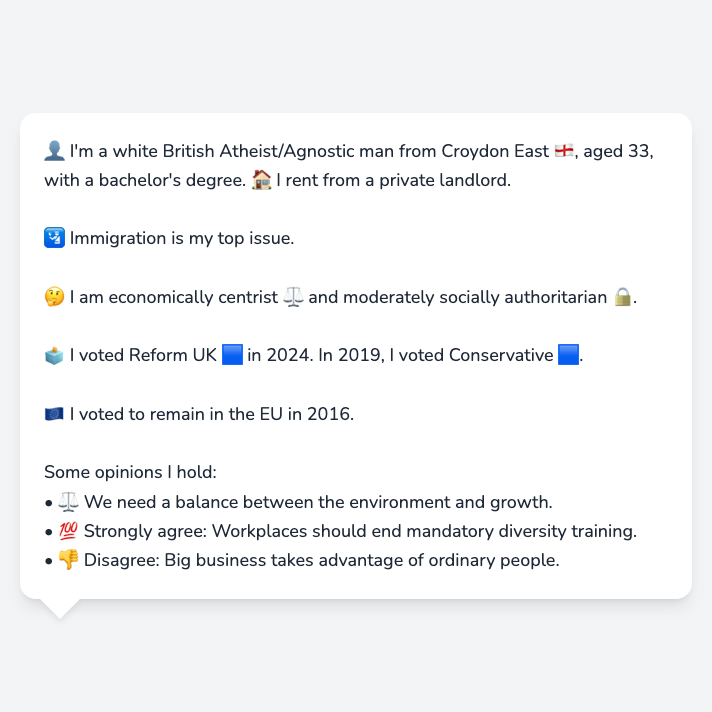 👤 I'm a white British Atheist/Agnostic man from Croydon East 🏴󠁧󠁢󠁥󠁮󠁧󠁿, aged 33,
with a bachelor's degree. 🏠 I rent from a private landlord.
🛂 Immigration is my top issue.
🤔 I am economically centrist ⚖️ and moderately socially authoritarian 🔒.
🗳️ I voted Reform UK 🟦 in 2024. In 2019, I voted Conservative 🟦.
🇪🇺 I voted to remain in the EU in 2016.
Some opinions I hold:
• ⚖️ We need a balance between the environment and growth.
• 💯 Strongly agree: Workplaces should end mandatory diversity training.
• 👎 Disagree: Big business takes advantage of ordinary people.